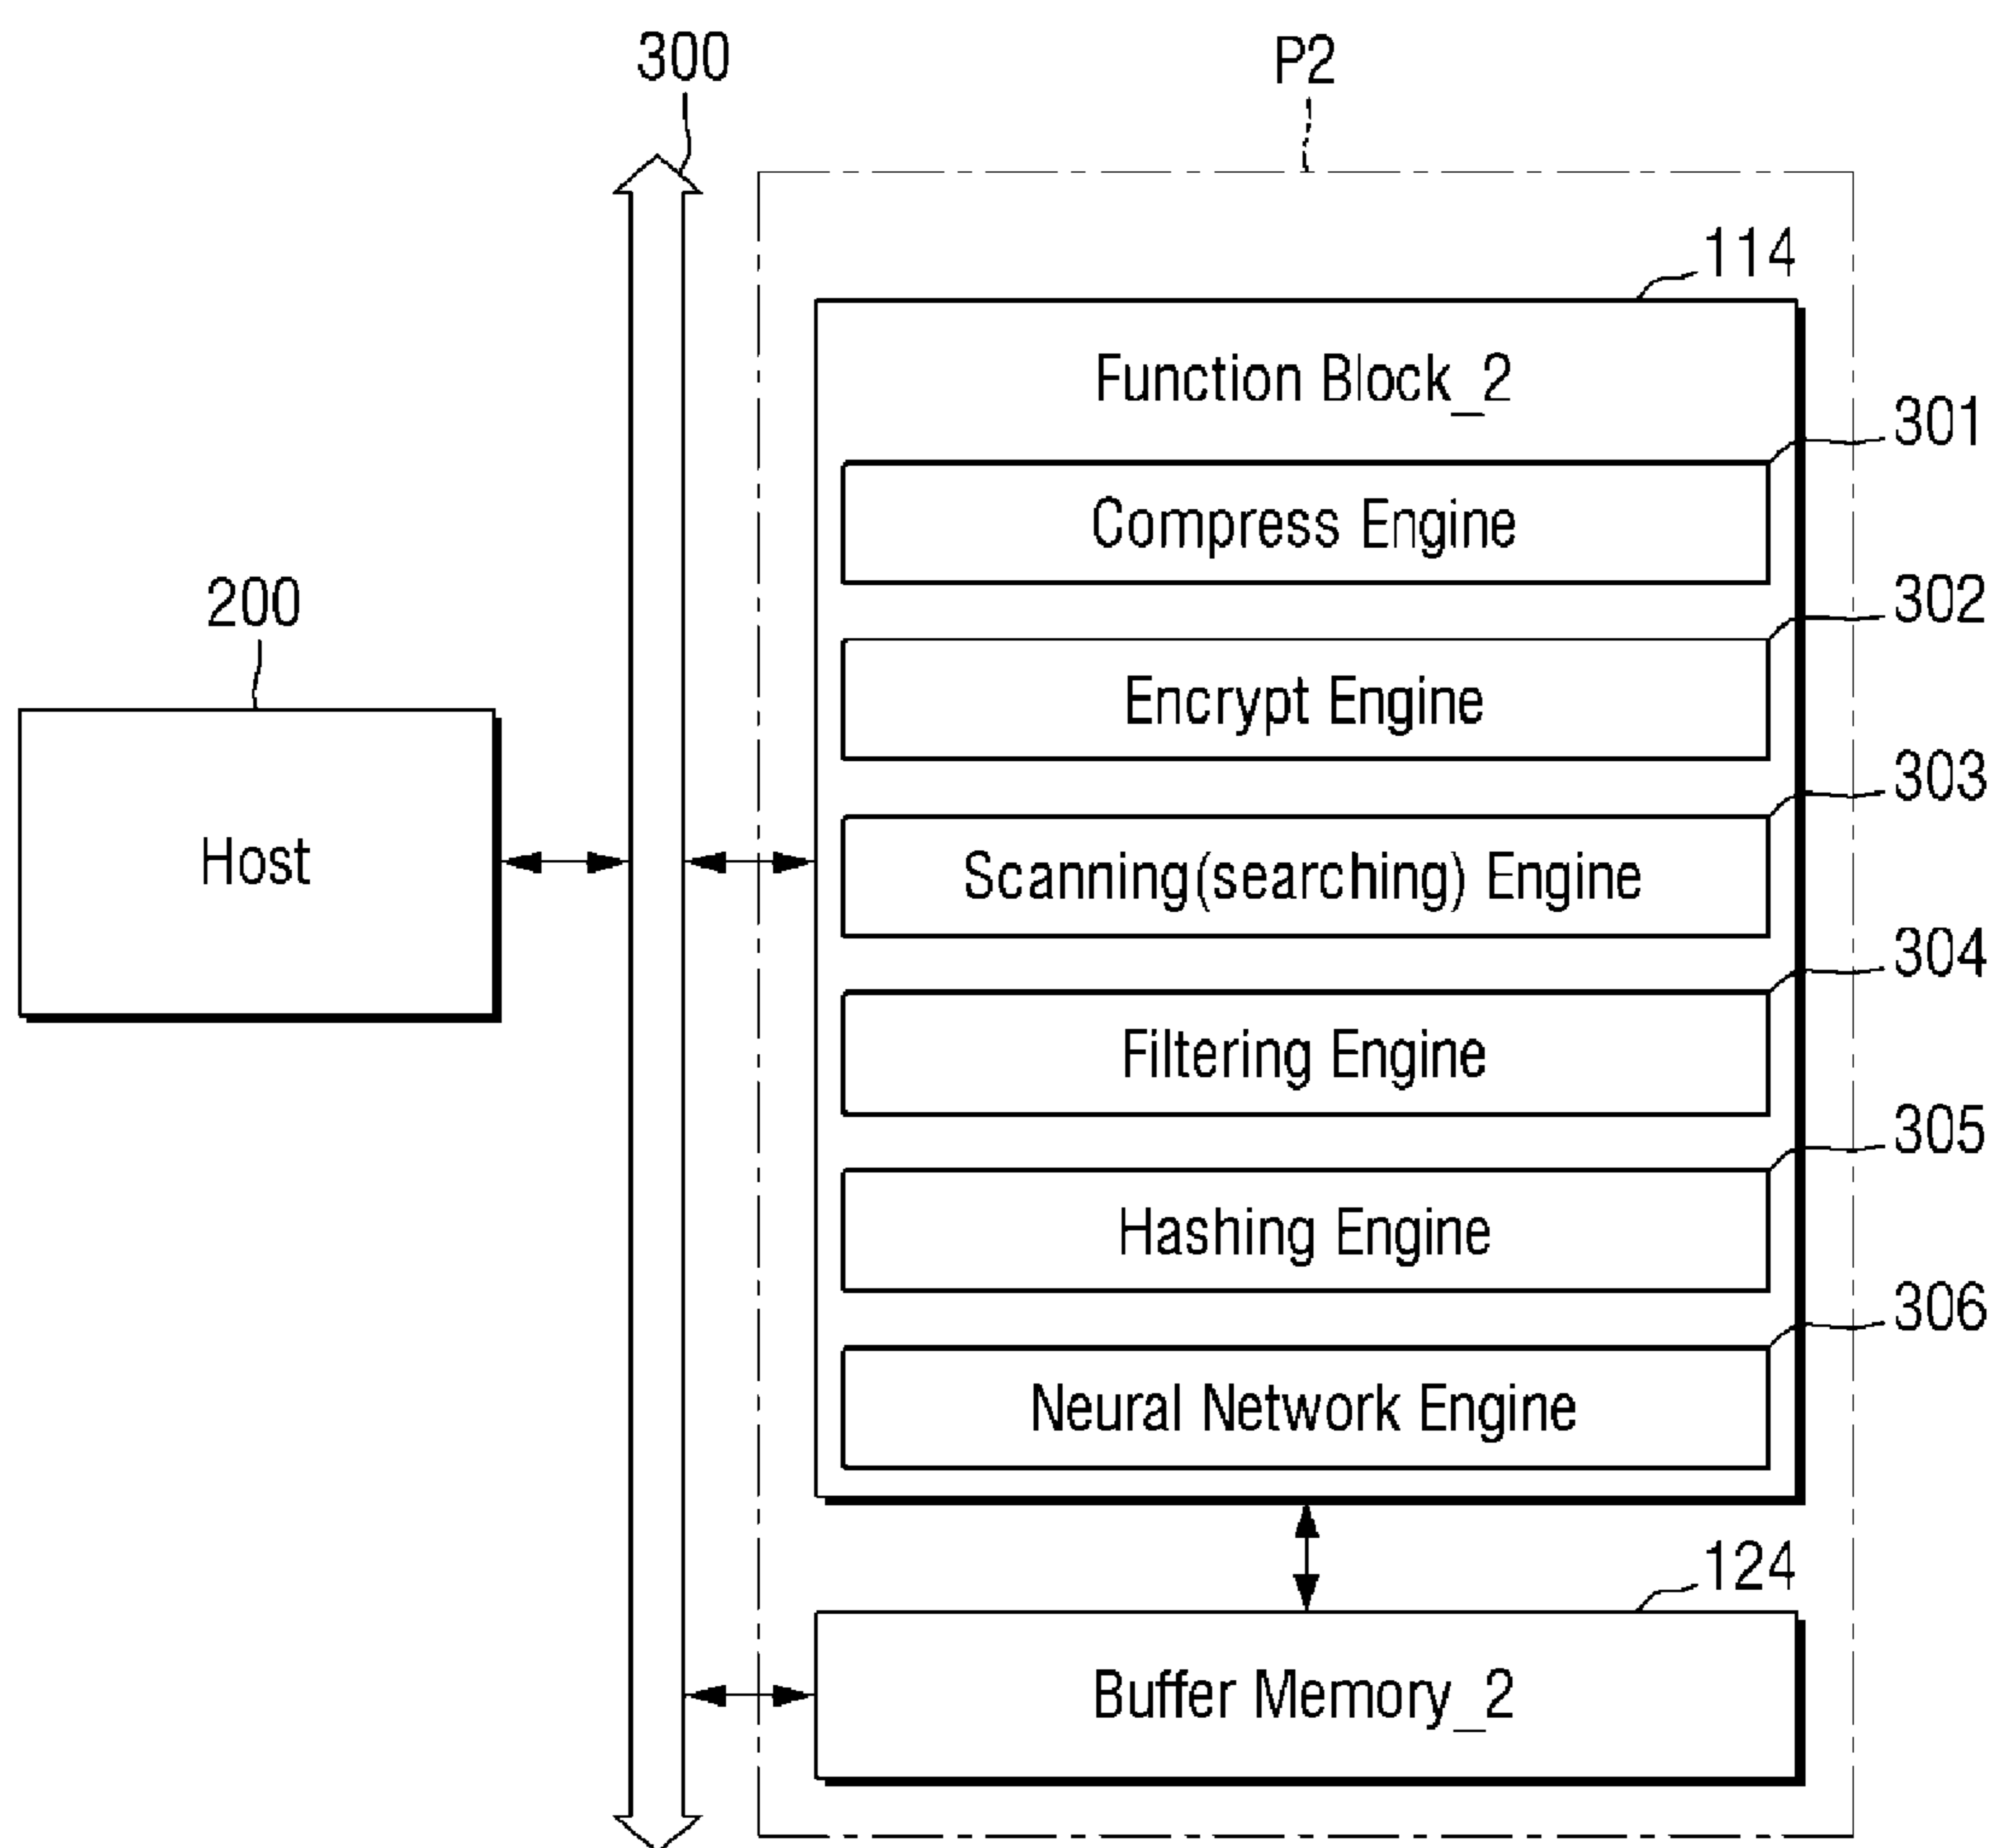 300
P2
114
Function Block_2
301
Compress Engine
302
200
Encrypt Engine
303
Host
Scanning(searching) Engine
304
Filtering Engine
305
Hashing Engine
306
Neural Network Engine
124
Buffer Memory_2